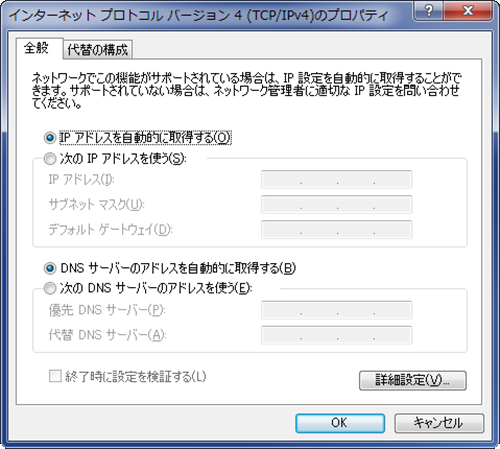 インターネット プロトコル バージョン 4 (TCP/IPv4)のプロパティ
全般 代替の構成
ネットワークでこの機能がサポートされている場合は、IP 設定を自動的に取得することがで
きます。サポートされていない場合は、ネットワーク管理者に適切な IP 設定を問い合わせ
てください。
IP アドレスを自動的に取得する(O)
次の IP アドレスを使う(S):
IP アドレス(I):
サブネット マスク(U):
デフォルト ゲートウェイ(D):
DNS サーバーのアドレスを自動的に取得する(B)
次の DNS サーバーのアドレスを使う(E):
優先 DNS サーバー(P):
代替 DNS サーバー(A):
終了時に設定を検証する(L)
詳細設定(V)...
OK キャンセル